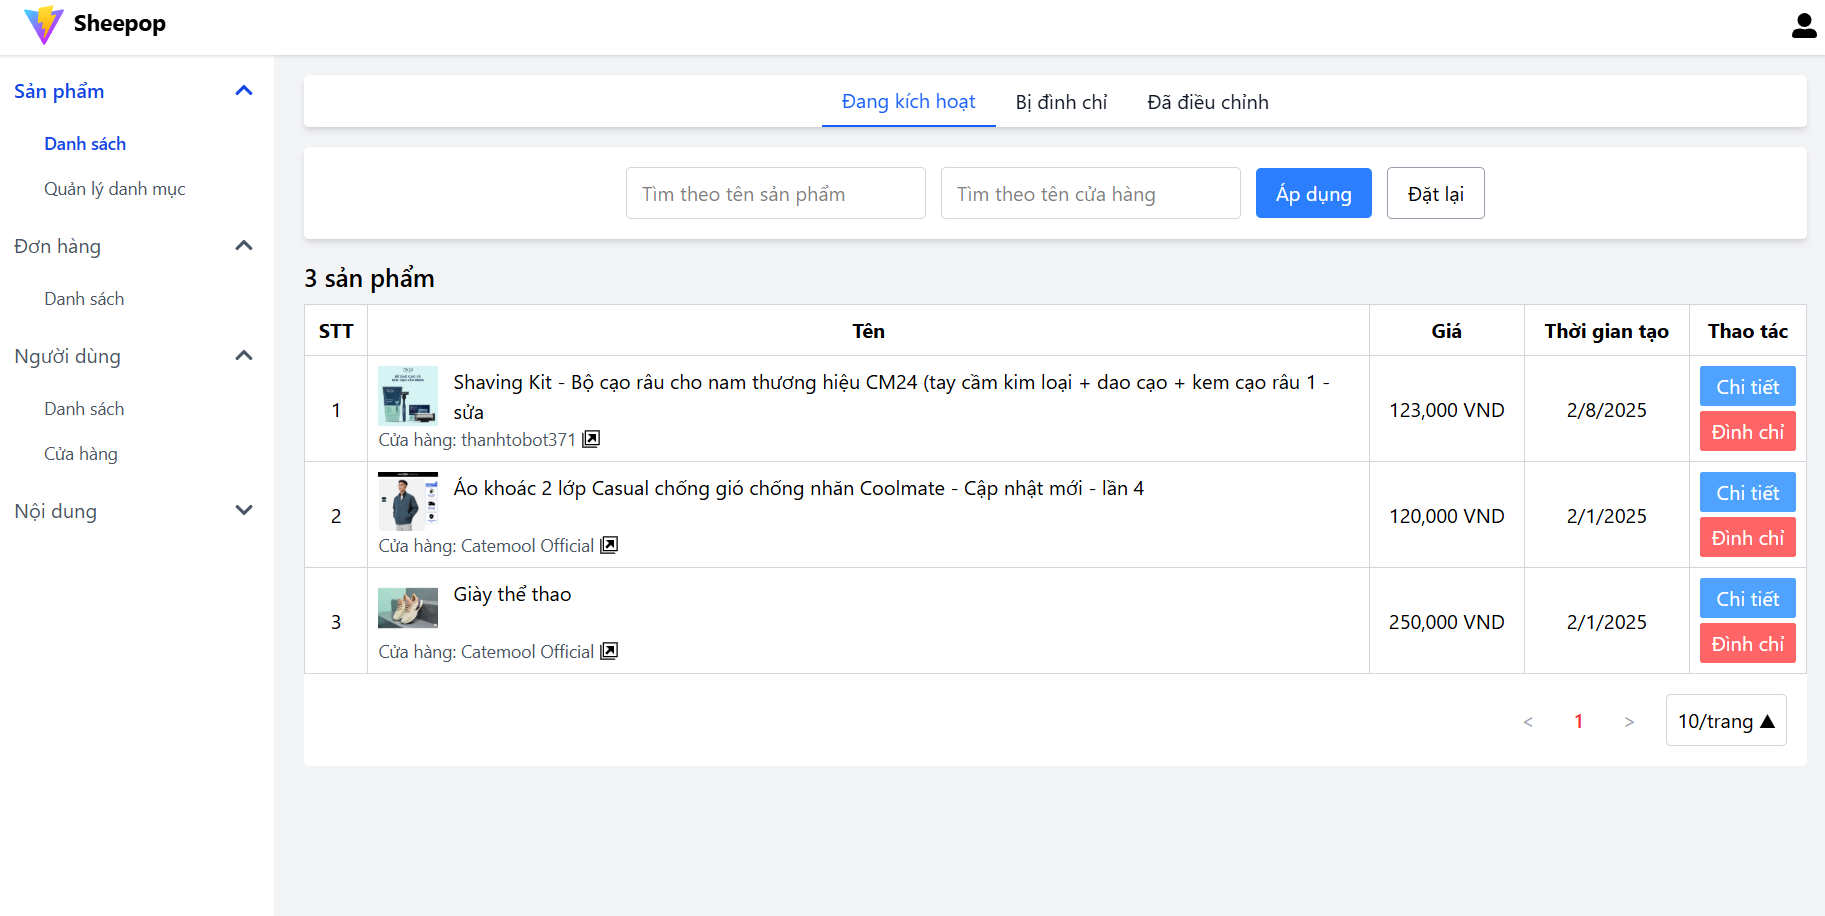 Sheepop
Sản phẩm
Danh sách
Quản lý danh mục
Đơn hàng
Danh sách
Người dùng
Danh sách
Cửa hàng
Nội dung
Đang kích hoạt Bị đình chỉ Đã điều chỉnh
Tìm theo tên sản phẩm Tìm theo tên cửa hàng Áp dụng Đặt lại
3 sản phẩm
STT Tên Giá Thời gian tạo Thao tác
1 Shaving Kit - Bộ cạo râu cho nam thương hiệu CM24 (tay cầm kim loại + dao cạo + kem cạo râu 1 -
sửa
Cửa hàng: thanhtobot371
123,000 VND 2/8/2025 Chi tiết
Đình chỉ
2 Áo khoác 2 lớp Casual chống gió chống nhăn Coolmate - Cập nhật mới - lần 4
Cửa hàng: Catemool Official
120,000 VND 2/1/2025 Chi tiết
Đình chỉ
3 Giày thể thao
Cửa hàng: Catemool Official
250,000 VND 2/1/2025 Chi tiết
Đình chỉ
< 1 > 10/trang ▲